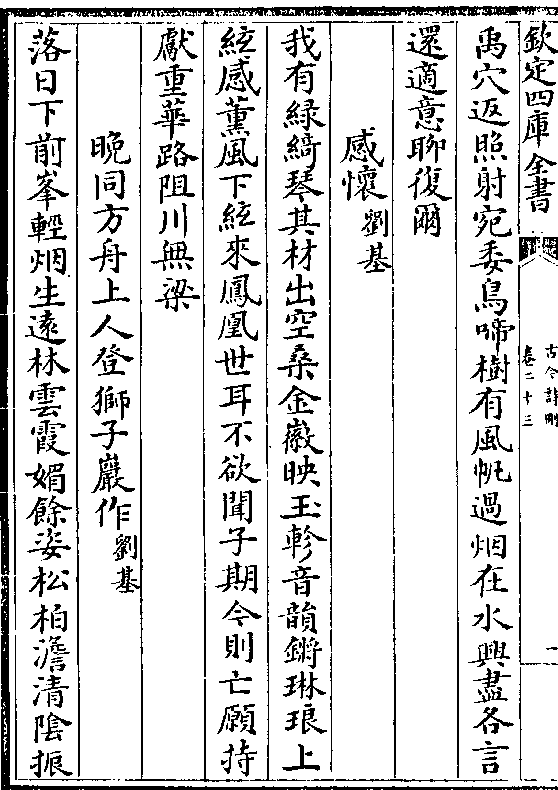 欽定四庫全書
古今詩刪
卷二十三
一
禹穴返照射宛委鳥啼樹有風帆過烟在水興盡各言
還適意聊復爾
感懷劉基
我有緑綺琴其材出空桑金徽映玉軫音韻鏘琳琅上
絃感薰風下絃來鳳凰世耳不欲聞子期今則亡願持
獻重華路阻川無梁
晚同方舟上人登獅子巖作劉基
落日下前峯輕烟生遠林雲霞媚餘姿松柏澹清陰振